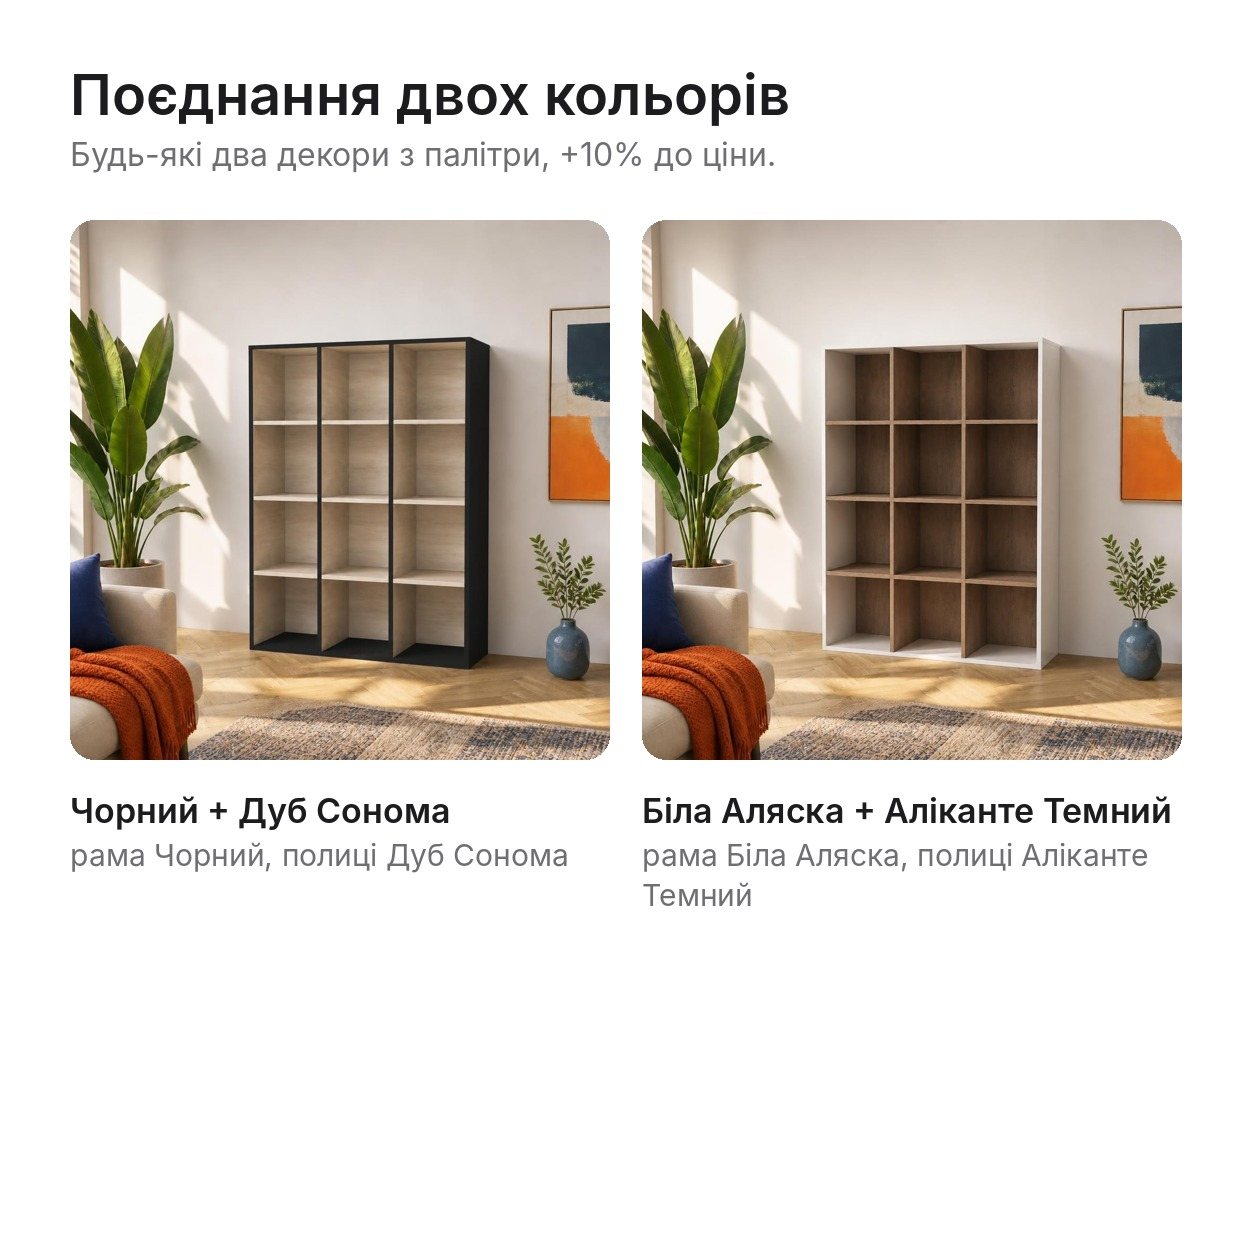 Поєднання двох кольорів
Будь-які два декори з палітри, +10% до ціни.
Чорний + Дуб Сонома
рама Чорний, полиці Дуб Сонома
Біла Аляска + Аліканте Темний
рама Біла Аляска, полиці Аліканте
Темний